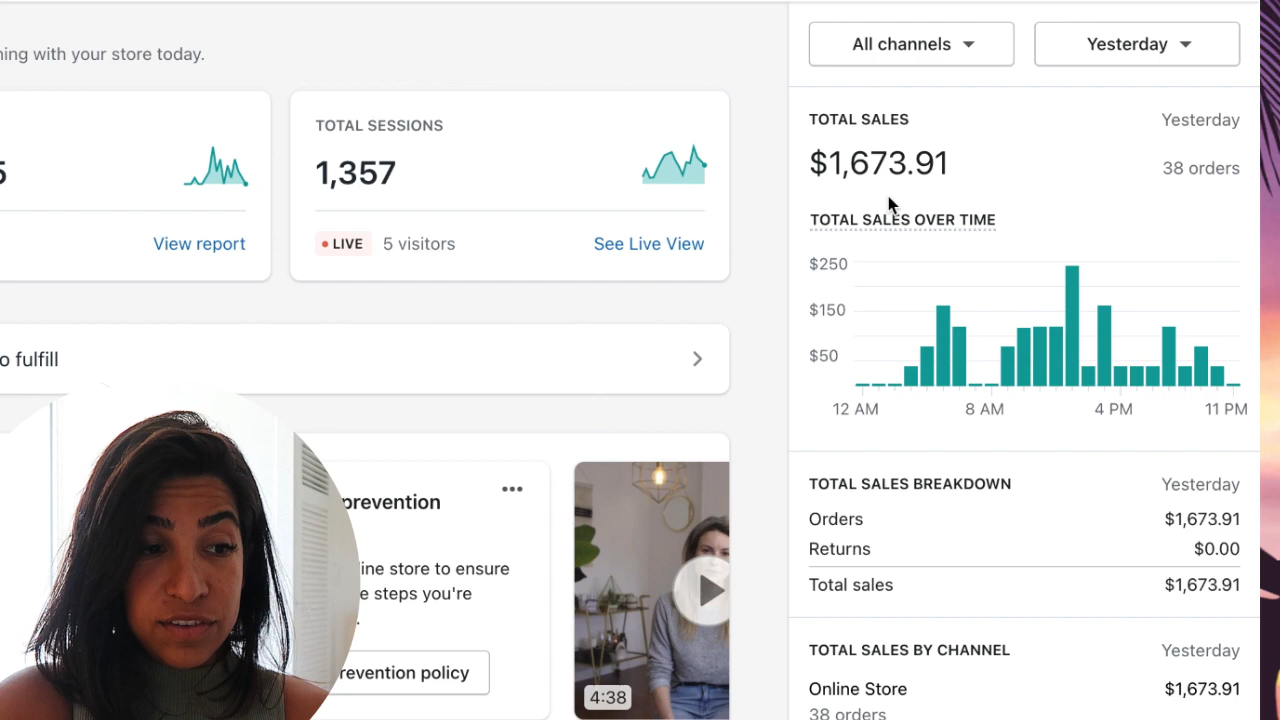 ning with your store today.
5
View report
TOTAL SESSIONS
1,357
LIVE 5 visitors See Live View
o fulfill
prevention
ine store to ensure
e steps you're
.
revention policy
4:38
All channels Yesterday
TOTAL SALES Yesterday
$1,673.91 38 orders
TOTAL SALES OVER TIME
$250
$150
$50
12 AM 8 AM 4 PM 11 PM
TOTAL SALES BREAKDOWN Yesterday
Orders $1,673.91
Returns $0.00
Total sales $1,673.91
TOTAL SALES BY CHANNEL Yesterday
Online Store $1,673.91
38 orders